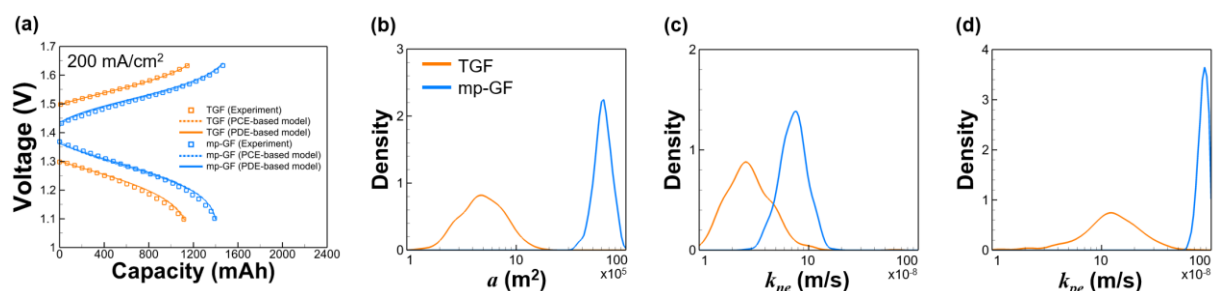 (a)
200 mA/cm²
Voltage (V)
1.7
1.6
1.5
1.4
1.3
1.2
1.1
1
TGF (Experiment)
TGF (PCE-based model)
TGF (PDE-based model)
mp-GF (Experiment)
mp-GF (PCE-based model)
mp-GF (PDE-based model)
0 400 800 1200 1600 2000 2400
Capacity (mAh)
(b)
TGF
mp-GF
Density
3
2
1
0
1 10 100
x10⁵
a (m²)
(c)
Density
2
1
0
1 10 100
x10⁻⁸
kne (m/s)
(d)
Density
4
3
2
1
0
1 10 100
x10⁻⁸
kpe (m/s)